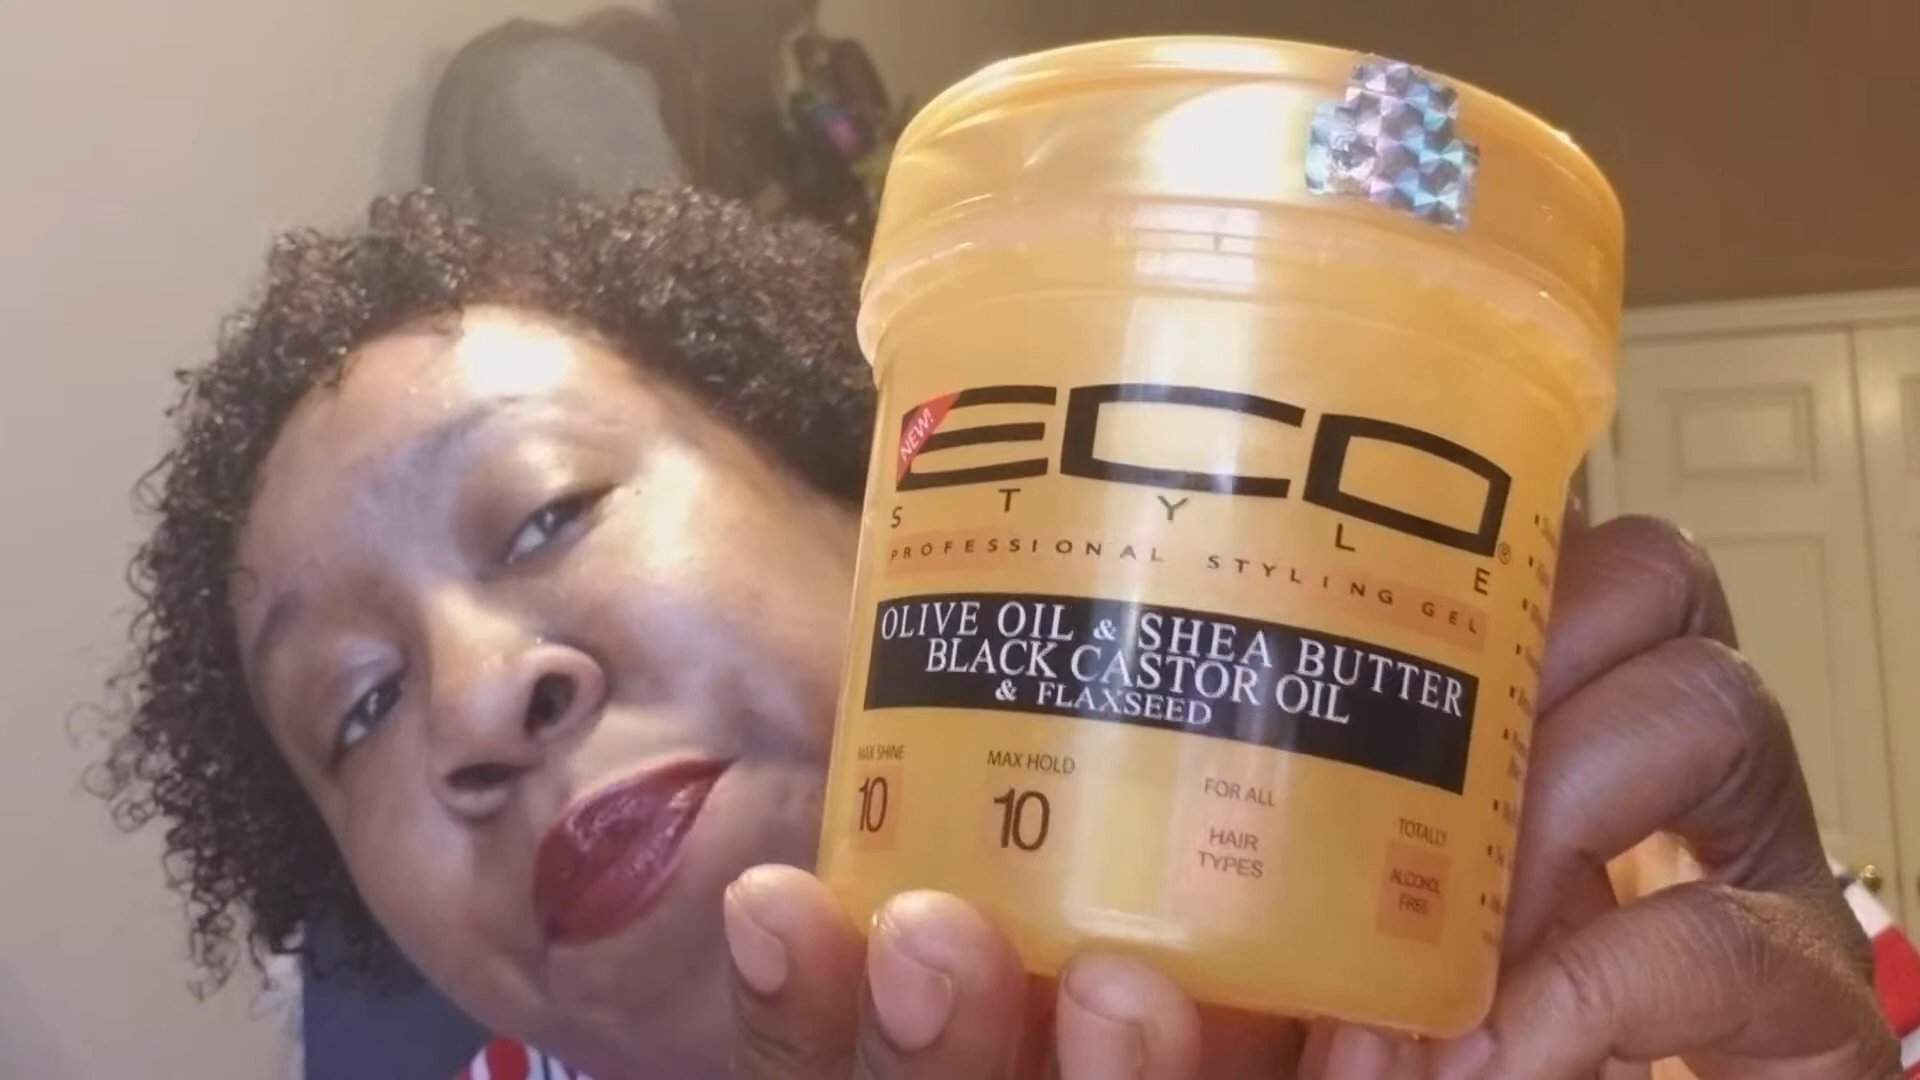 NEW!
ECO
STYLE®
PROFESSIONAL STYLING GEL
OLIVE OIL & SHEA BUTTER
BLACK CASTOR OIL
& FLAXSEED
MAX SHINE
10
MAX HOLD
10
FOR ALL
HAIR
TYPES
TOTALLY
ALCOHOL
FREE